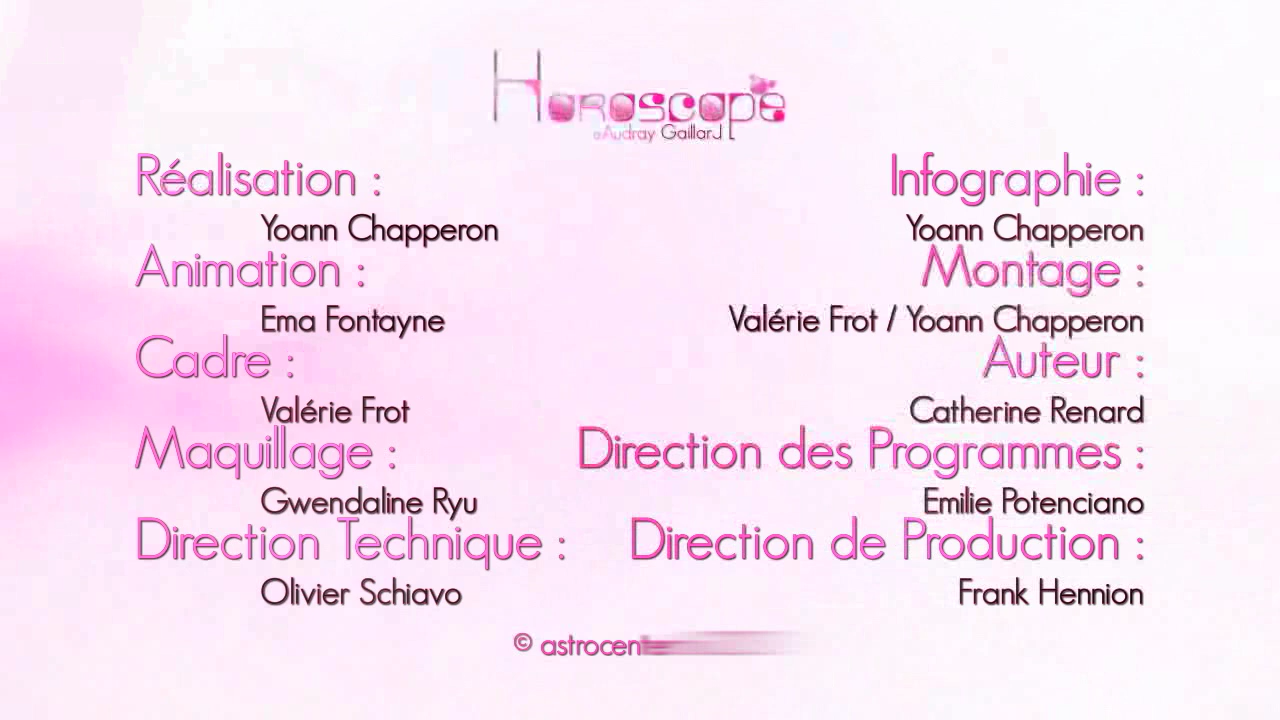 Horoscope
Audray Gaillard
Réalisation :
Yoann Chapperon
Animation :
Ema Fontayne
Cadre :
Valérie Frot
Maquillage :
Gwendaline Ryu
Direction Technique :
Olivier Schiavo
Infographie :
Yoann Chapperon
Montage :
Valérie Frot / Yoann Chapperon
Auteur :
Catherine Renard
Direction des Programmes :
Emilie Potenciano
Direction de Production :
Frank Hennion
©